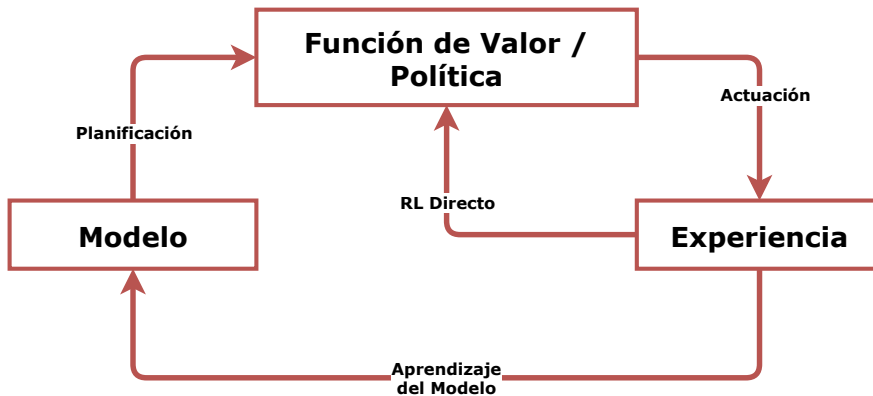 Función de Valor /
Política
Actuación
Planificación
RL Directo
Modelo
Experiencia
Aprendizaje
del Modelo